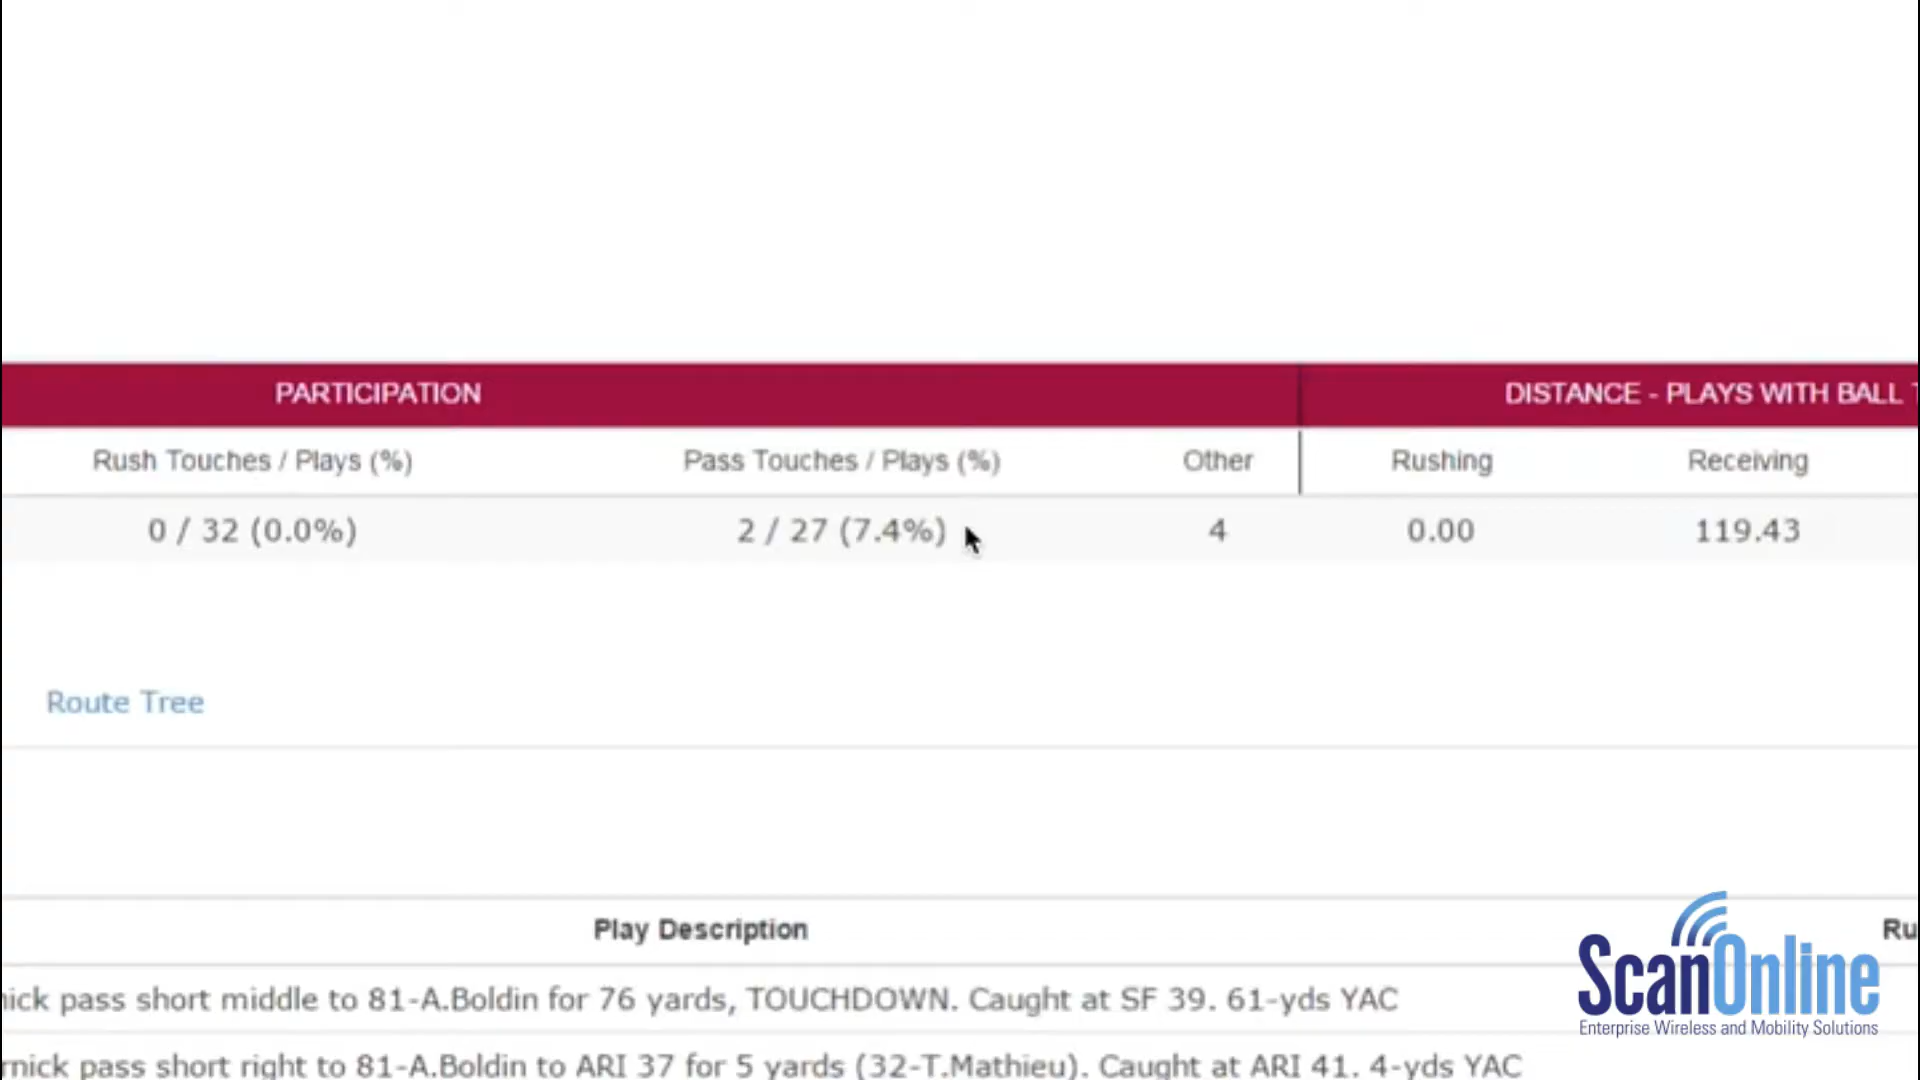 PARTICIPATION DISTANCE - PLAYS WITH BALL
Rush Touches / Plays (%) Pass Touches / Plays (%) Other Rushing Receiving
0 / 32 (0.0%) 2 / 27 (7.4%) 4 0.00 119.43
Route Tree
Play Description Ru
ick pass short middle to 81-A.Boldin for 76 yards, TOUCHDOWN. Caught at SF 39. 61-yds YAC
rnick pass short right to 81-A.Boldin to ARI 37 for 5 yards (32-T.Mathieu). Caught at ARI 41. 4-yds YAC
ScanOnline
Enterprise Wireless and Mobility Solutions